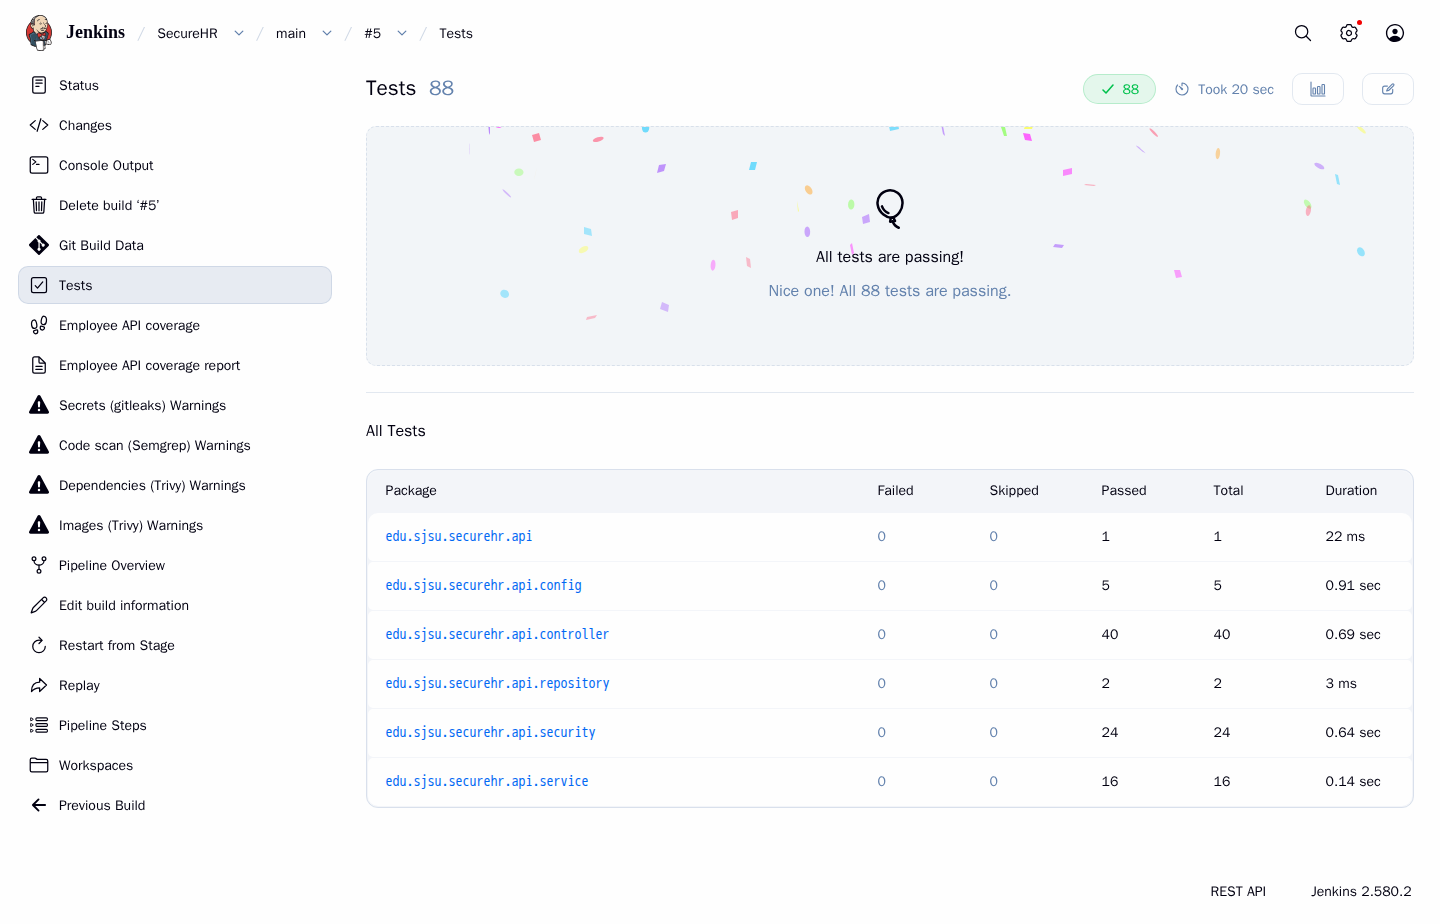 Jenkins / SecureHR / main / #5 / Tests
Status
Changes
Console Output
Delete build ‘#5’
Git Build Data
Tests
Employee API coverage
Employee API coverage report
Secrets (gitleaks) Warnings
Code scan (Semgrep) Warnings
Dependencies (Trivy) Warnings
Images (Trivy) Warnings
Pipeline Overview
Edit build information
Restart from Stage
Replay
Pipeline Steps
Workspaces
Previous Build
Tests 88
88 Took 20 sec
All tests are passing!
Nice one! All 88 tests are passing.
All Tests
Package Failed Skipped Passed Total Duration
edu.sjsu.securehr.api 0 0 1 1 22 ms
edu.sjsu.securehr.api.config 0 0 5 5 0.91 sec
edu.sjsu.securehr.api.controller 0 0 40 40 0.69 sec
edu.sjsu.securehr.api.repository 0 0 2 2 3 ms
edu.sjsu.securehr.api.security 0 0 24 24 0.64 sec
edu.sjsu.securehr.api.service 0 0 16 16 0.14 sec
REST API Jenkins 2.580.2